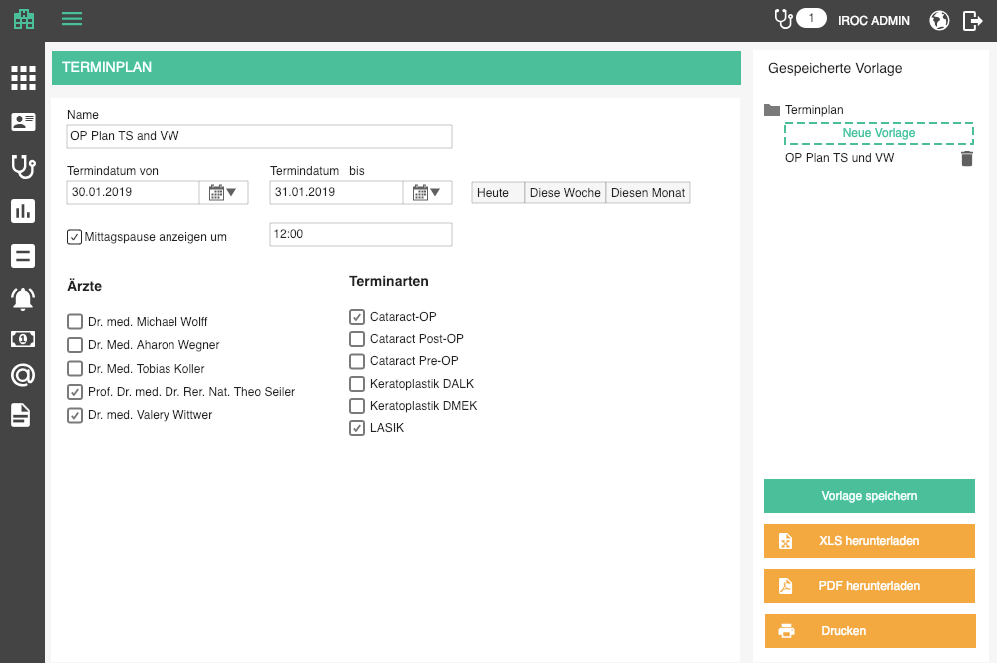 1 IROC ADMIN
TERMINPLAN
Name
OP Plan TS and VW
Termindatum von
Termindatum bis
30.01.2019
31.01.2019
Heute
Diese Woche
Diesen Monat
Mittagspause anzeigen um
12:00
Ärzte
Dr. med. Michael Wolff
Dr. Med. Aharon Wegner
Dr. Med. Tobias Koller
Prof. Dr. med. Dr. Rer. Nat. Theo Seiler
Dr. med. Valery Wittwer
Terminarten
Cataract-OP
Cataract Post-OP
Cataract Pre-OP
Keratoplastik DALK
Keratoplastik DMEK
LASIK
Gespeicherte Vorlage
Terminplan
Neue Vorlage
OP Plan TS und VW
Vorlage speichern
XLS herunterladen
PDF herunterladen
Drucken